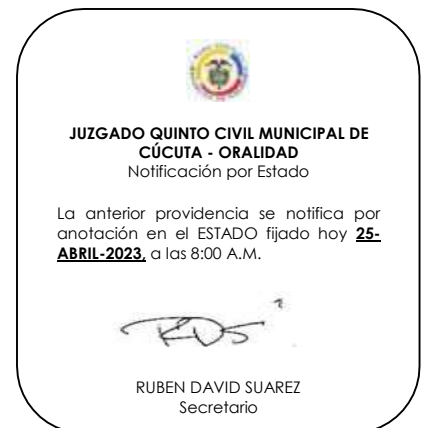 JUZGADO QUINTO CIVIL MUNICIPAL DE
CÚCUTA - ORALIDAD
Notificación por Estado
La anterior providencia se notifica por
anotación en el ESTADO fijado hoy 25-
ABRIL-2023, a las 8:00 A.M.
RUBEN DAVID SUAREZ
Secretario